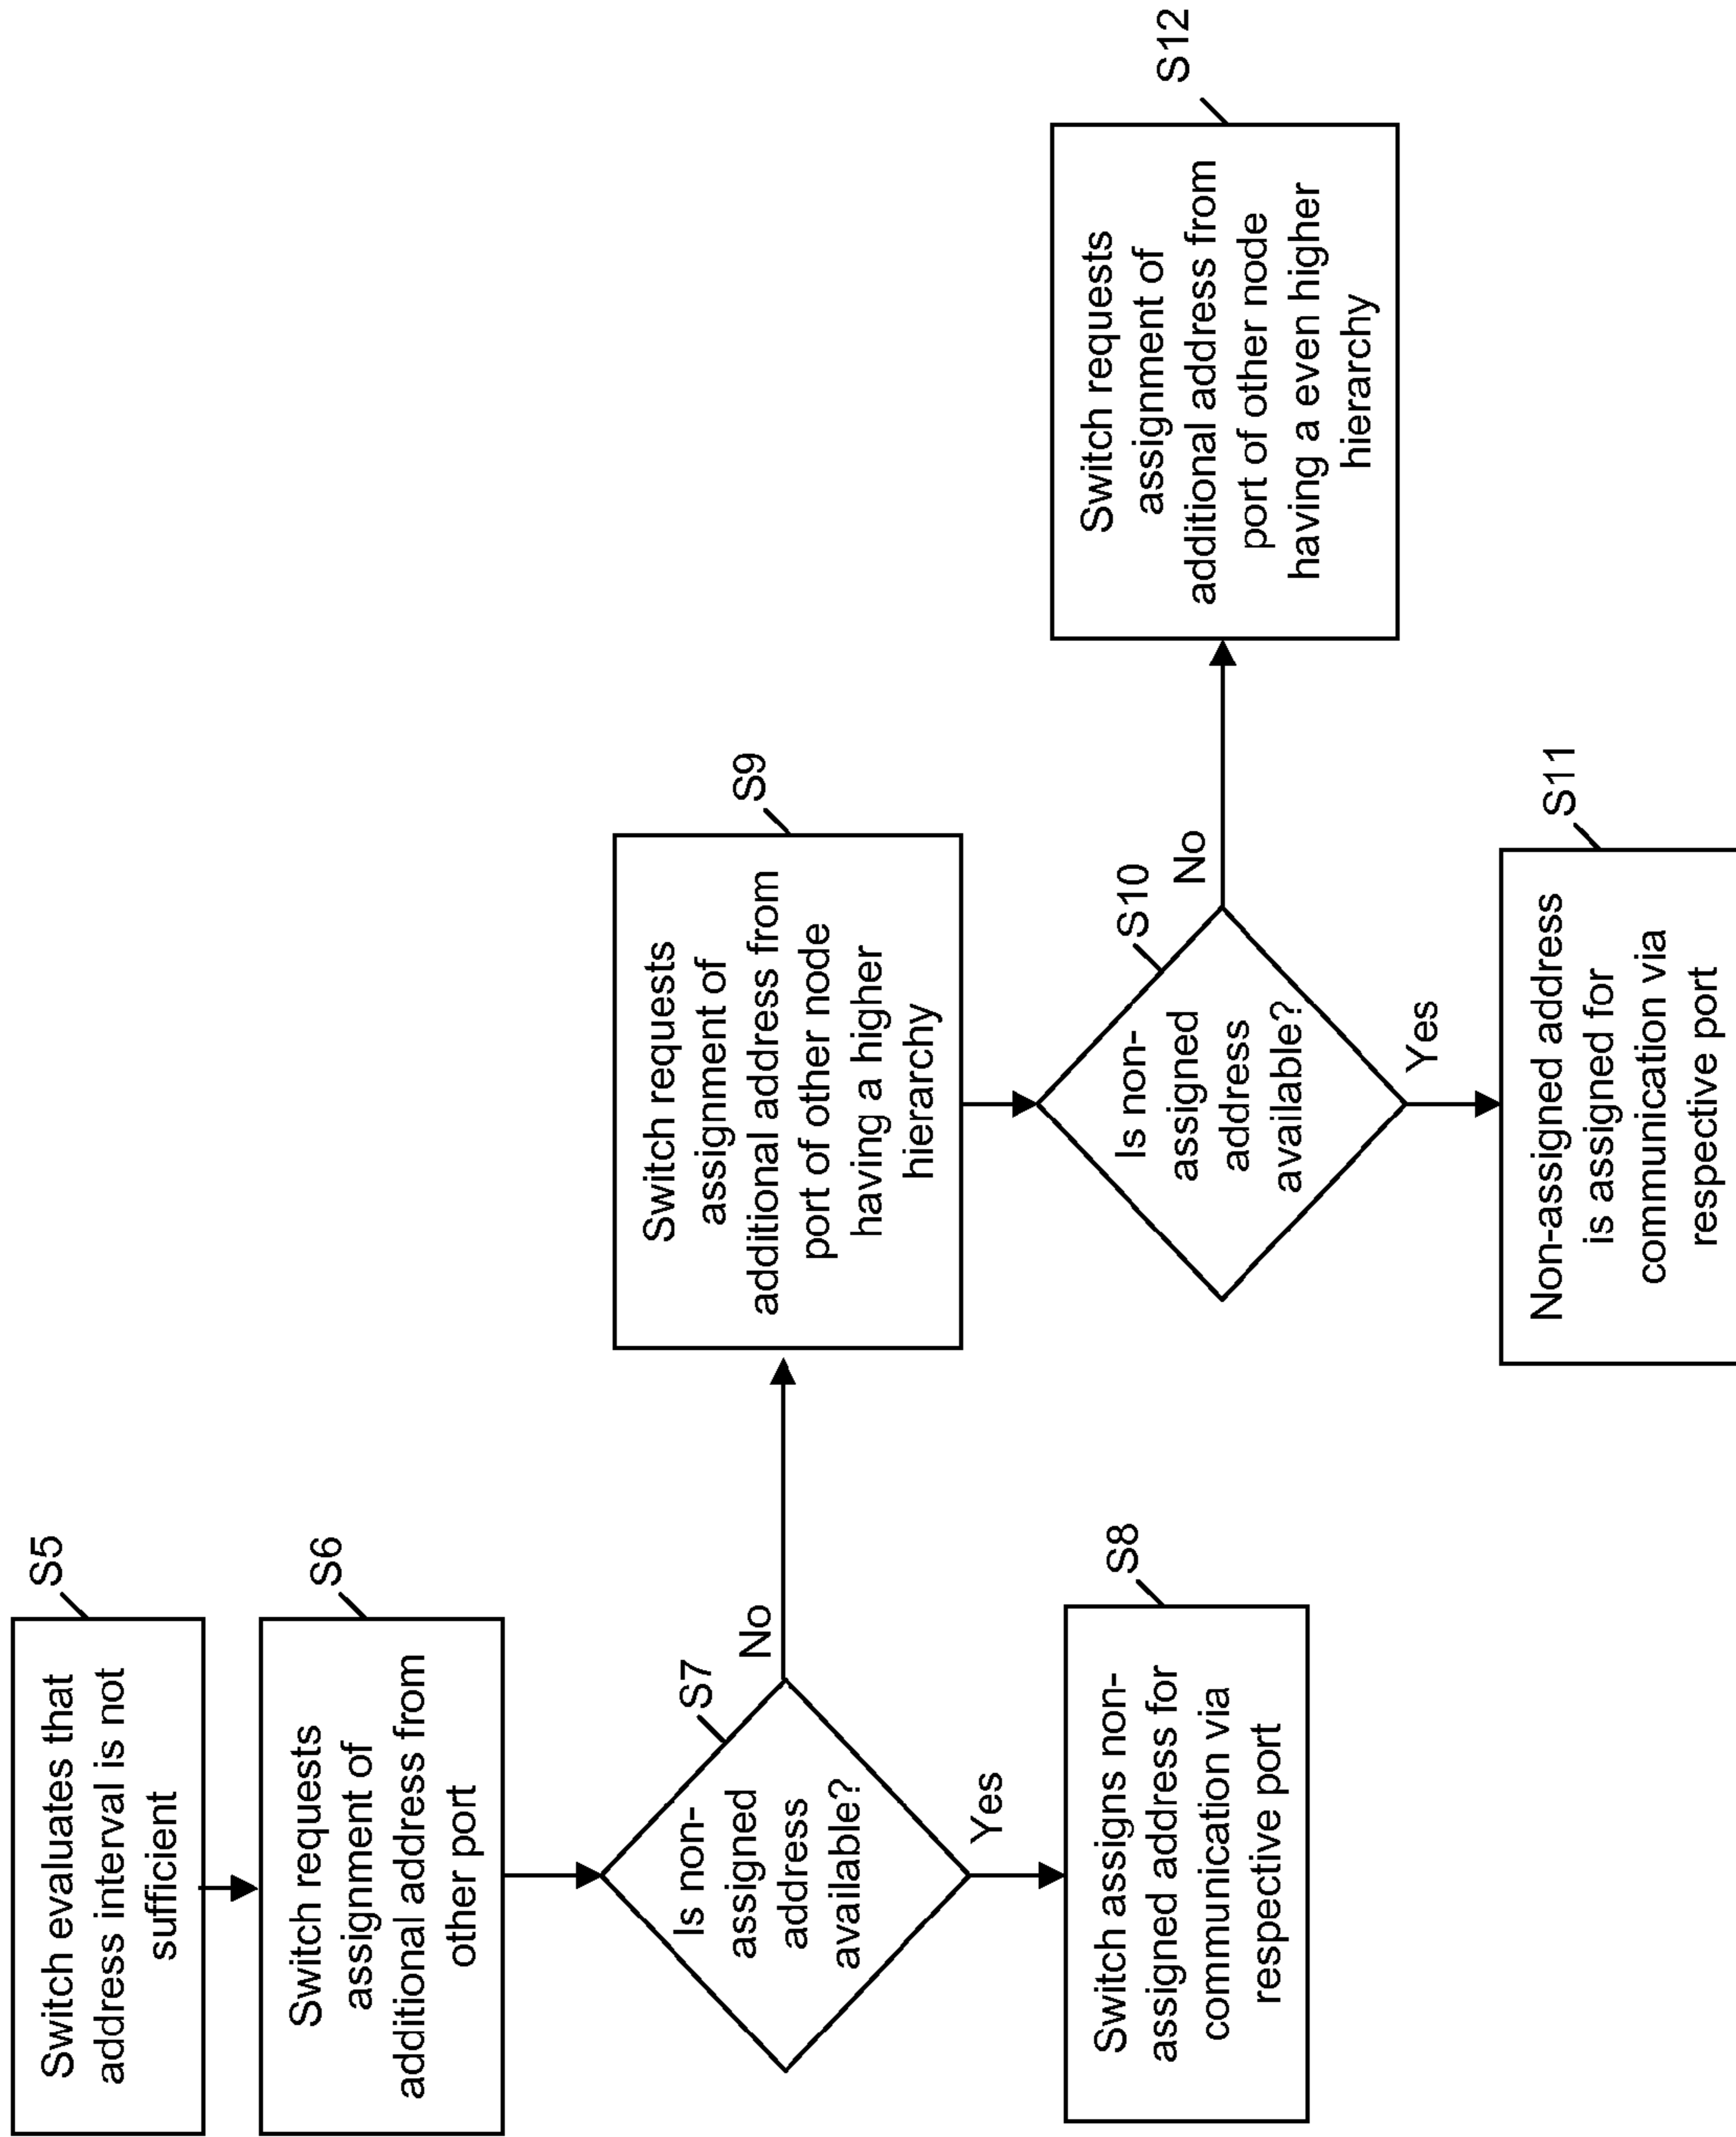 S5
Switch evaluates that
address interval is not
sufficient
S6
Switch requests
assignment of
additional address from
other port
S7
Is non-
assigned
address
available?
No
Yes
S8
Switch assigns non-
assigned address for
communication via
respective port
S9
Switch requests
assignment of
additional address from
port of other node
having a higher
hierarchy
S10
Is non-
assigned
address
available?
No
Yes
S11
Non-assigned address
is assigned for
communication via
respective port
S12
Switch requests
assignment of
additional address from
port of other node
having a even higher
hierarchy